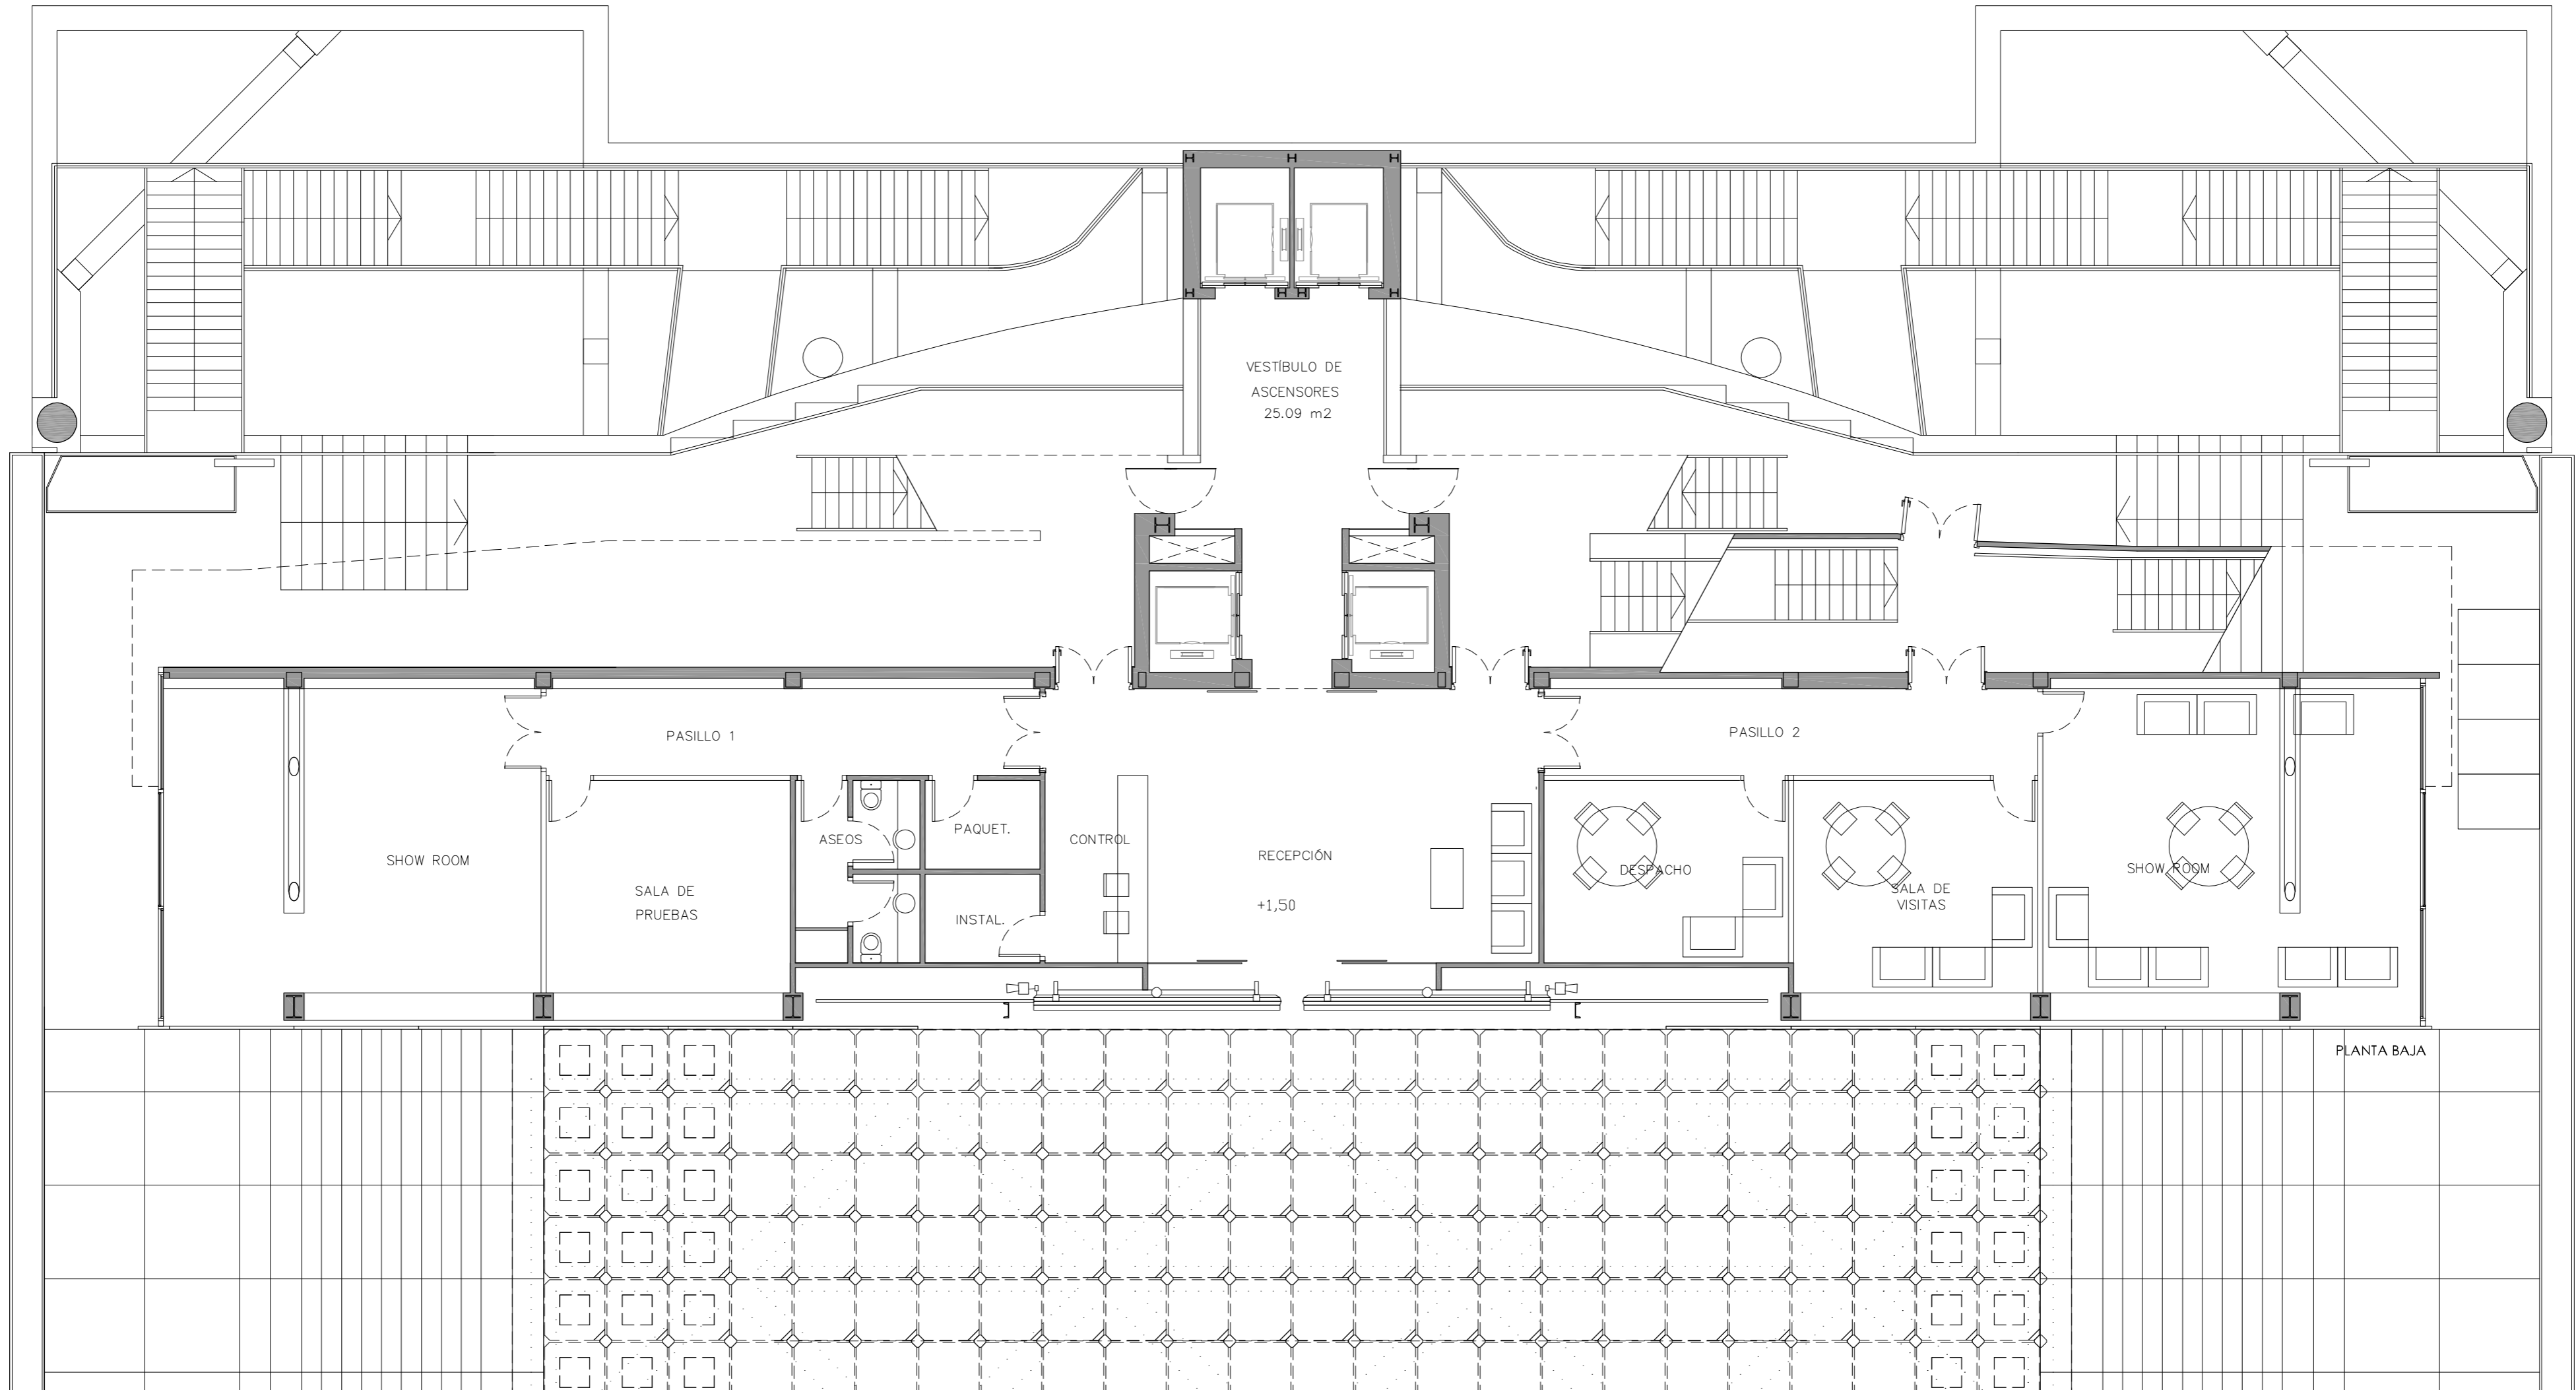 VESTÍBULO DE
ASCENSORES
25.09 m2
PASILLO 1
PASILLO 2
SHOW ROOM
SALA DE
PRUEBAS
ASEOS
PAQUET.
INSTAL.
CONTROL
RECEPCIÓN
+1,50
DESPACHO
SALA DE
VISITAS
SHOW ROOM
PLANTA BAJA